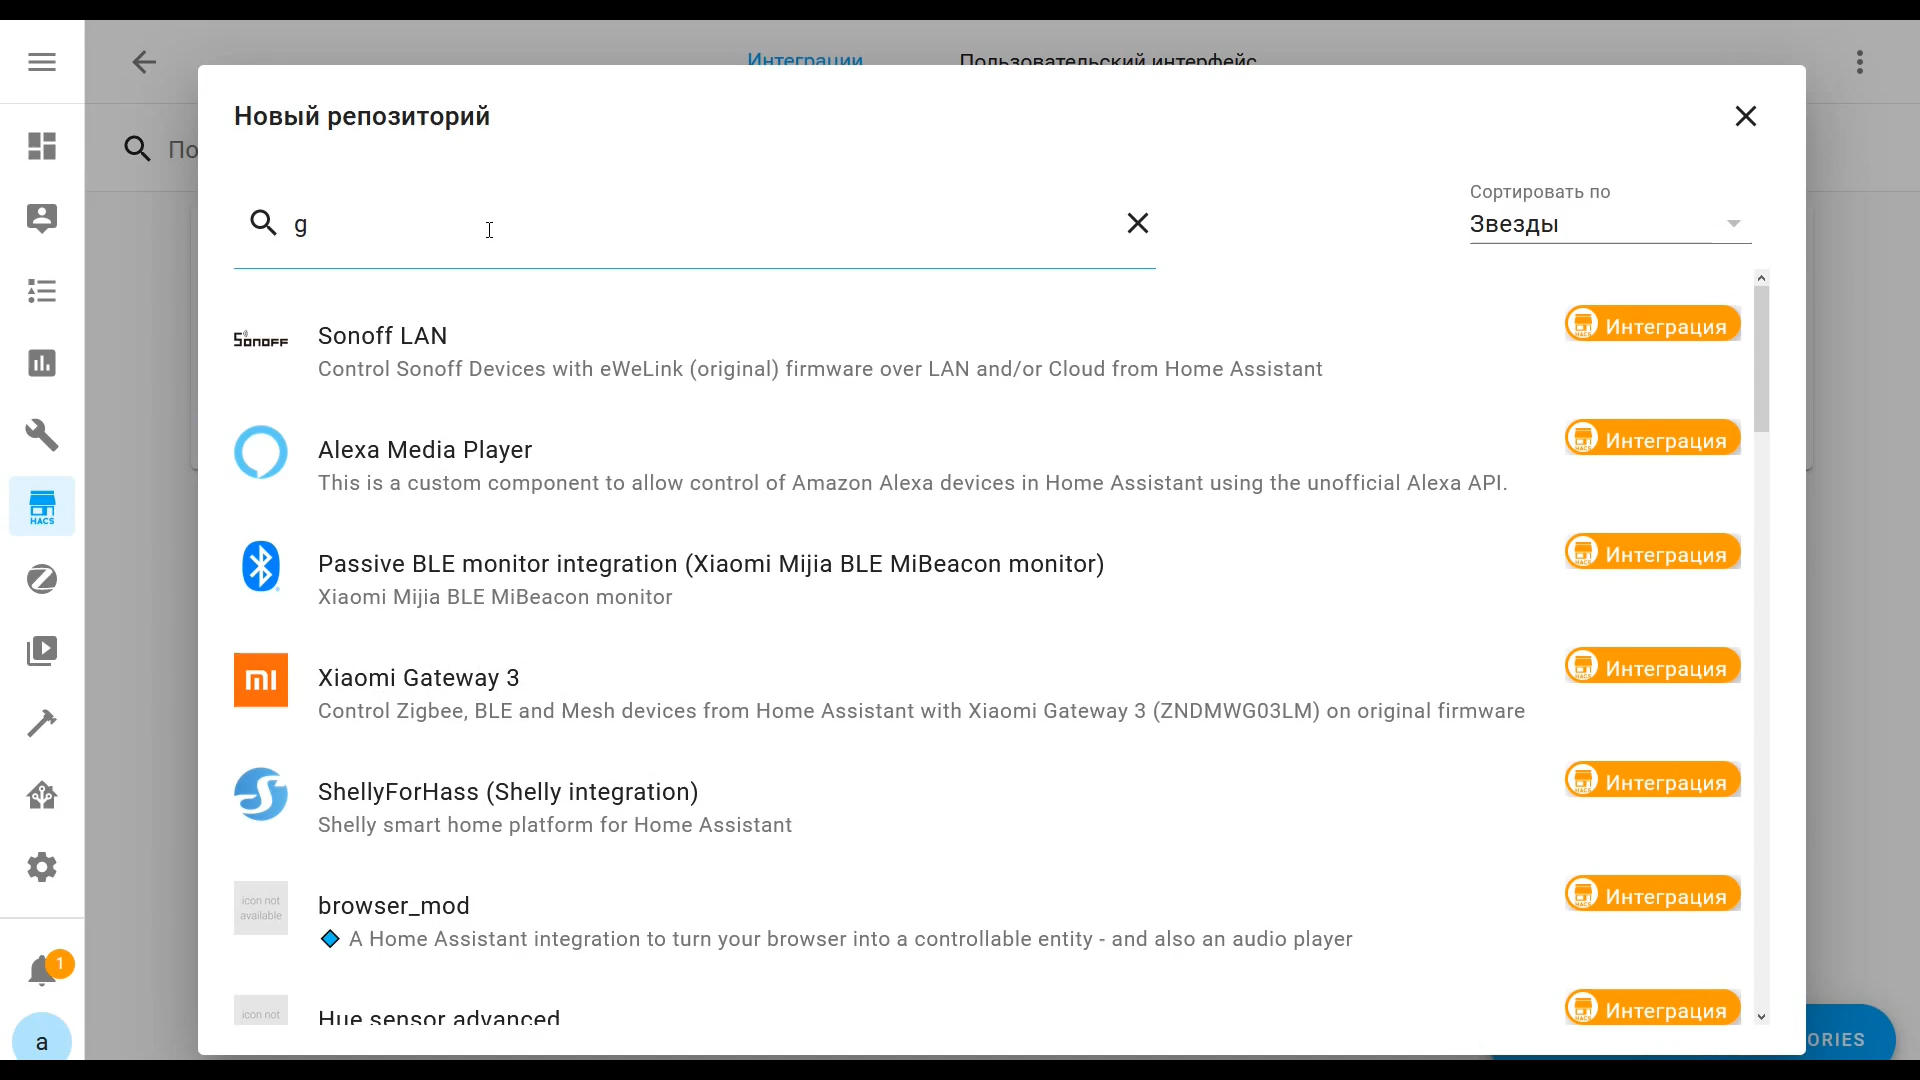 Интеграции
Пользовательский интерфейс
Новый репозиторий
По
g
Сортировать по
Звезды
SonoFF
Sonoff LAN
Control Sonoff Devices with eWeLink (original) firmware over LAN and/or Cloud from Home Assistant
Интеграция
Alexa Media Player
This is a custom component to allow control of Amazon Alexa devices in Home Assistant using the unofficial Alexa API.
Интеграция
Passive BLE monitor integration (Xiaomi Mijia BLE MiBeacon monitor)
Xiaomi Mijia BLE MiBeacon monitor
Интеграция
HACS
mi
Xiaomi Gateway 3
Control Zigbee, BLE and Mesh devices from Home Assistant with Xiaomi Gateway 3 (ZNDMWG03LM) on original firmware
Интеграция
ShellyForHass (Shelly integration)
Shelly smart home platform for Home Assistant
Интеграция
icon not
available
browser_mod
A Home Assistant integration to turn your browser into a controllable entity - and also an audio player
Интеграция
1
icon not
Hue sensor advanced
Интеграция
a
ORIES